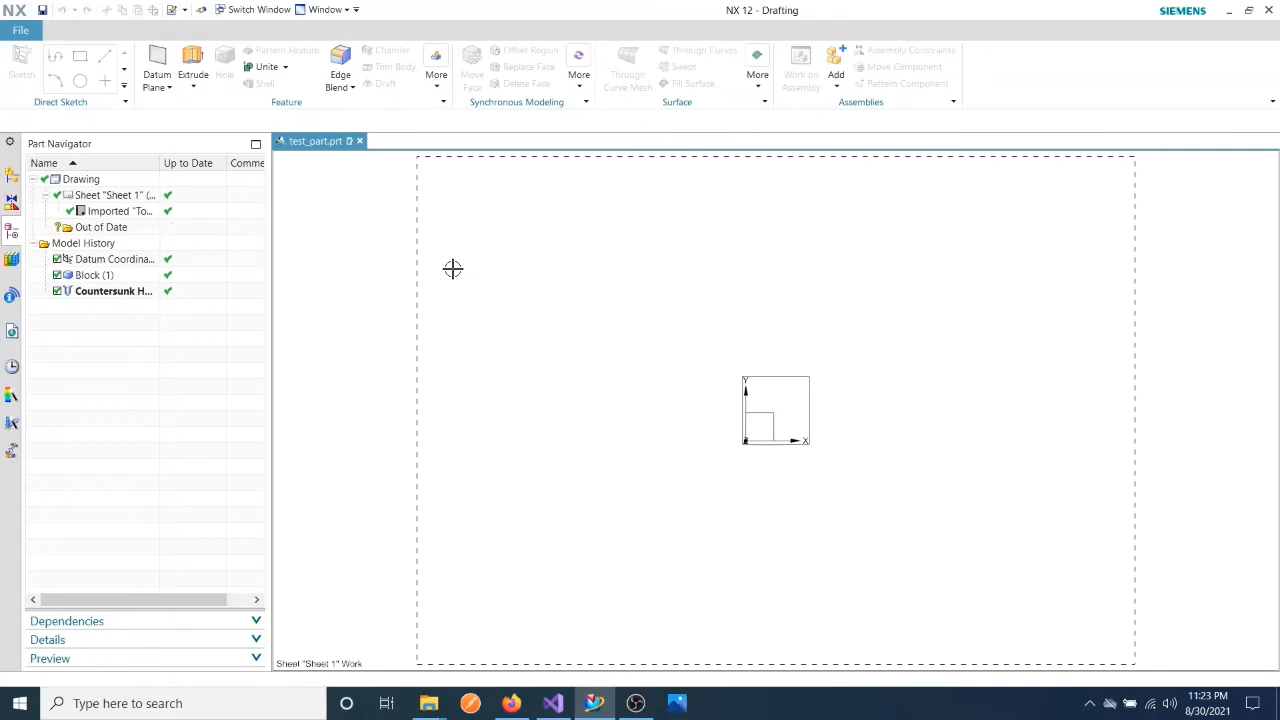 NX Switch Window Window NX 12 - Drafting SIEMENS
File
Sketch Datum Plane Extrude Hole Pattern Feature Unite Shell Edge Blend Chamfer Trim Body Draft More Move Face Offset Region Replace Face Delete Face More Through Curve Mesh Through Curves Swept Fill Surface More Work on Assembly Add Assembly Constraints Move Component Pattern Component
Direct Sketch Feature Synchronous Modeling Surface Assemblies
Part Navigator test_part.prt
Name Up to Date Comme
Drawing
Sheet "Sheet 1" (...
Imported "To...
Out of Date
Model History
Datum Coordina...
Block (1)
Countersunk H...
Y
X
Dependencies
Details
Preview
Sheet "Sheet 1" Work
Type here to search
11:23 PM
8/30/2021